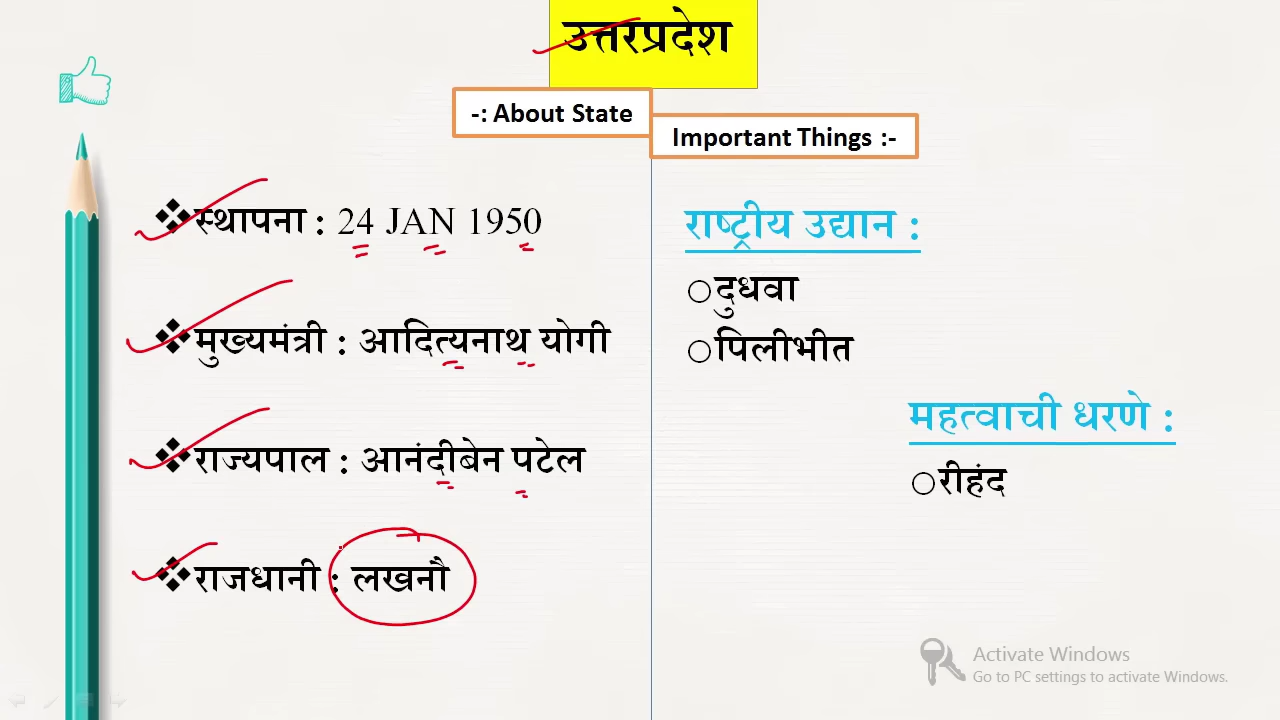 उत्तरप्रदेश
-: About State
Important Things :-
स्थापना : 24 JAN 1950
मुख्यमंत्री : आदित्यनाथ योगी
राज्यपाल : आनंदीबेन पटेल
राजधानी : लखनौ
राष्ट्रीय उद्यान :
दुधवा
पिलीभीत
महत्वाची धरणे :
रीहंद
Activate Windows
Go to PC settings to activate Windows.